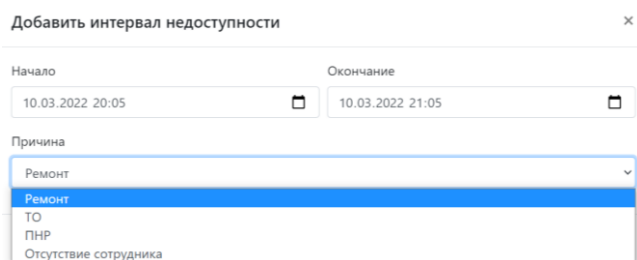 Добавить интервал недоступности ×
Начало Окончание
10.03.2022 20:05 10.03.2022 21:05
Причина
Ремонт
Ремонт
ТО
ПНР
Отсутствие сотрудника